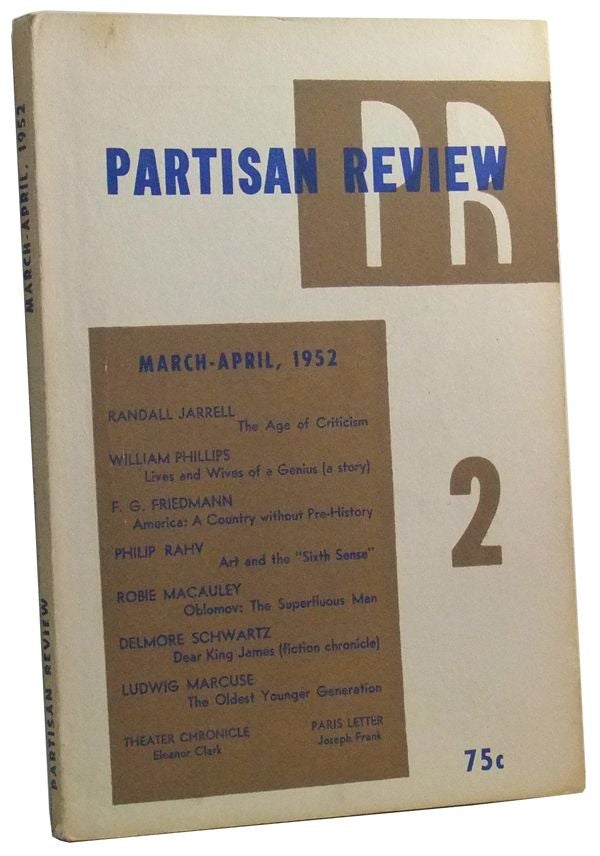 PR
PARTISAN REVIEW
MARCH-APRIL, 1952
RANDALL JARRELL
The Age of Criticism
WILLIAM PHILLIPS
Lives and Wives of a Genius (a story)
F. G. FRIEDMANN
America: A Country without Pre-History
PHILIP RAHV
Art and the "Sixth Sense"
ROBIE MACAULEY
Oblomov: The Superfluous Man
DELMORE SCHWARTZ
Dear King James (fiction chronicle)
LUDWIG MARCUSE
The Oldest Younger Generation
THEATER CHRONICLE
Eleanor Clark
PARIS LETTER
Joseph Frank
2
75c
PARTISAN REVIEW
MARCH-APRIL, 1952